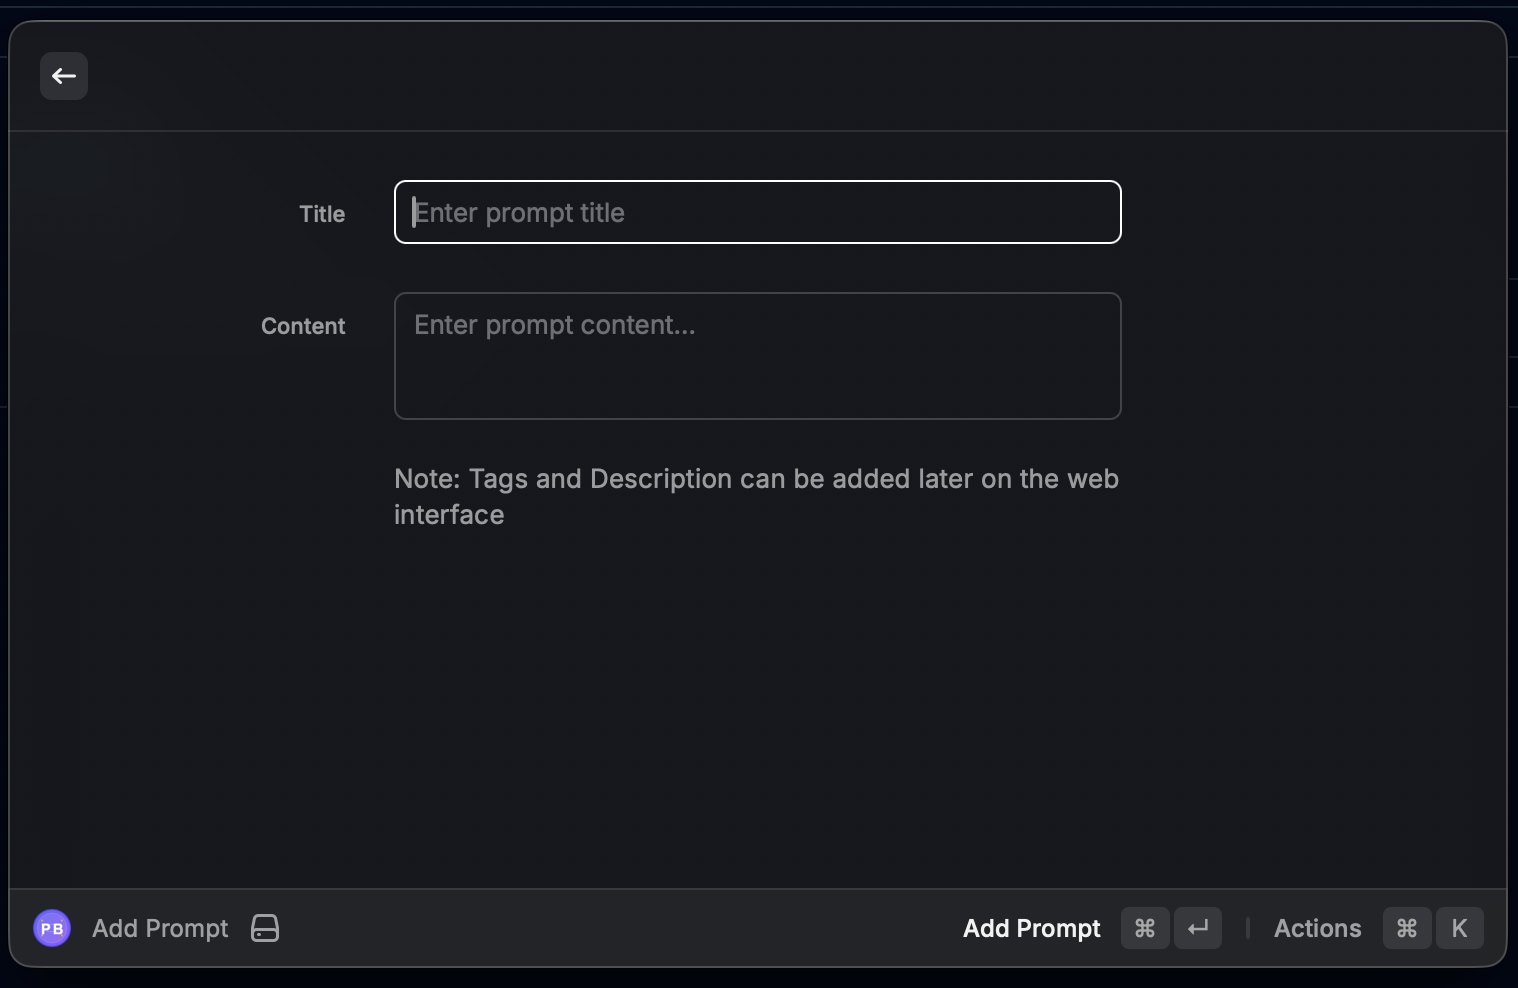 Title
Enter prompt title
Content
Enter prompt content...
Note: Tags and Description can be added later on the web
interface
PB Add Prompt
Add Prompt ⌘ ↵ Actions ⌘ K